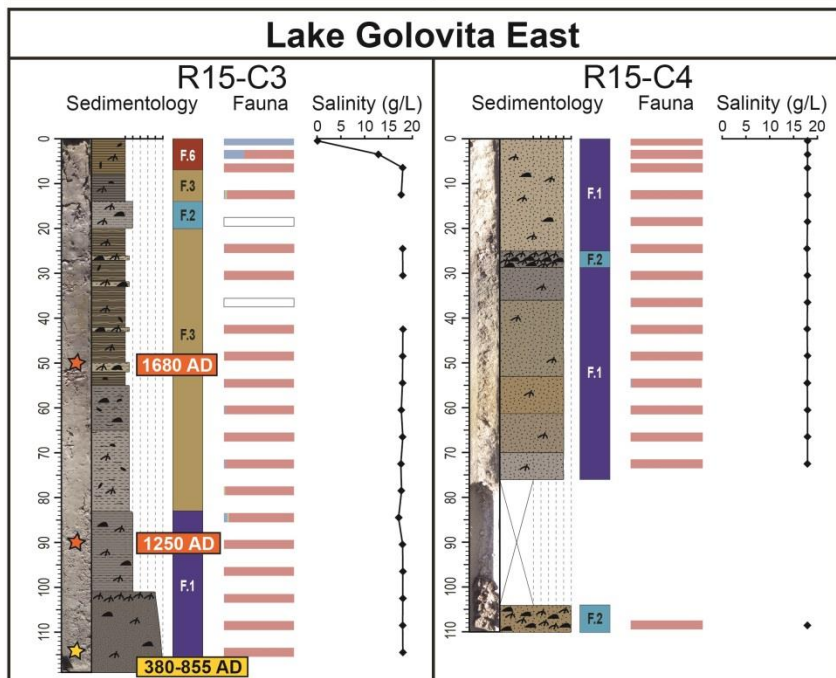 Lake Golovita East
R15-C3
R15-C4
Sedimentology Fauna Salinity (g/L)
Sedimentology Fauna Salinity (g/L)
0 5 10 15 20
0 5 10 15 20
0
10
20
30
40
50
60
70
80
90
100
110
F.6
F.3
F.2
F.3
1680 AD
1250 AD
F.1
380-855 AD
0
10
20
30
40
50
60
70
80
90
100
110
F.1
F.2
F.1
F.2